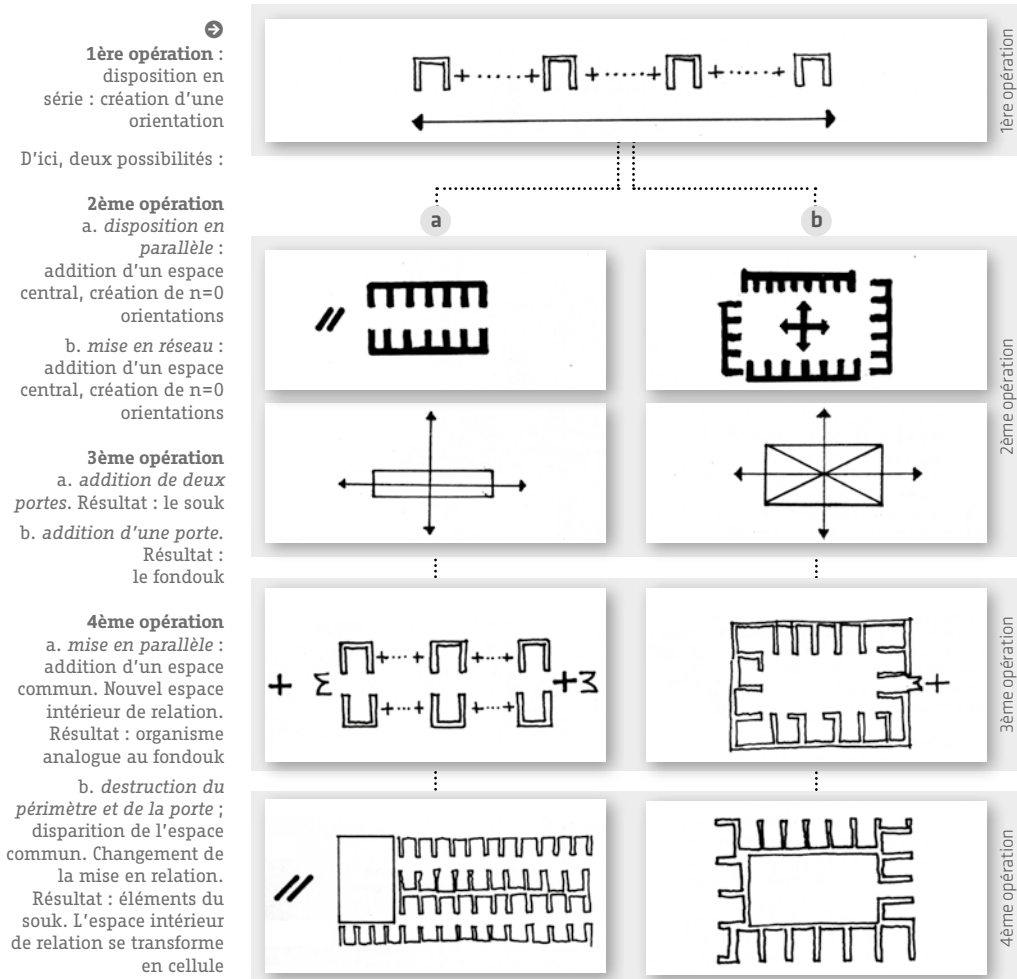 1ère opération :
disposition en
série : création d'une
orientation
D'ici, deux possibilités :
2ème opération
a. disposition en
parallèle :
addition d'un espace
central, création de n=0
orientations
b. mise en réseau :
addition d'un espace
central, création de n=0
orientations
3ème opération
a. addition de deux
portes. Résultat : le souk
b. addition d'une porte.
Résultat :
le fondouk
4ème opération
a. mise en parallèle :
addition d'un espace
commun. Nouvel espace
intérieur de relation.
Résultat : organisme
analogue au fondouk
b. destruction du
périmètre et de la porte ;
disparition de l'espace
commun. Changement de
la mise en relation.
Résultat : éléments du
souk. L'espace intérieur
de relation se transforme
en cellule
1ère opération
a
b
2ème opération
3ème opération
4ème opération